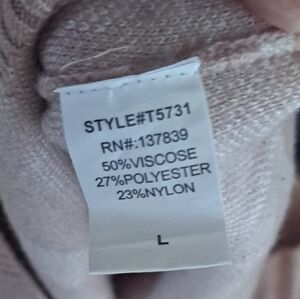 STYLE#T5731
RN#:137839
50%VISCOSE
27%POLYESTER
23%NYLON
L